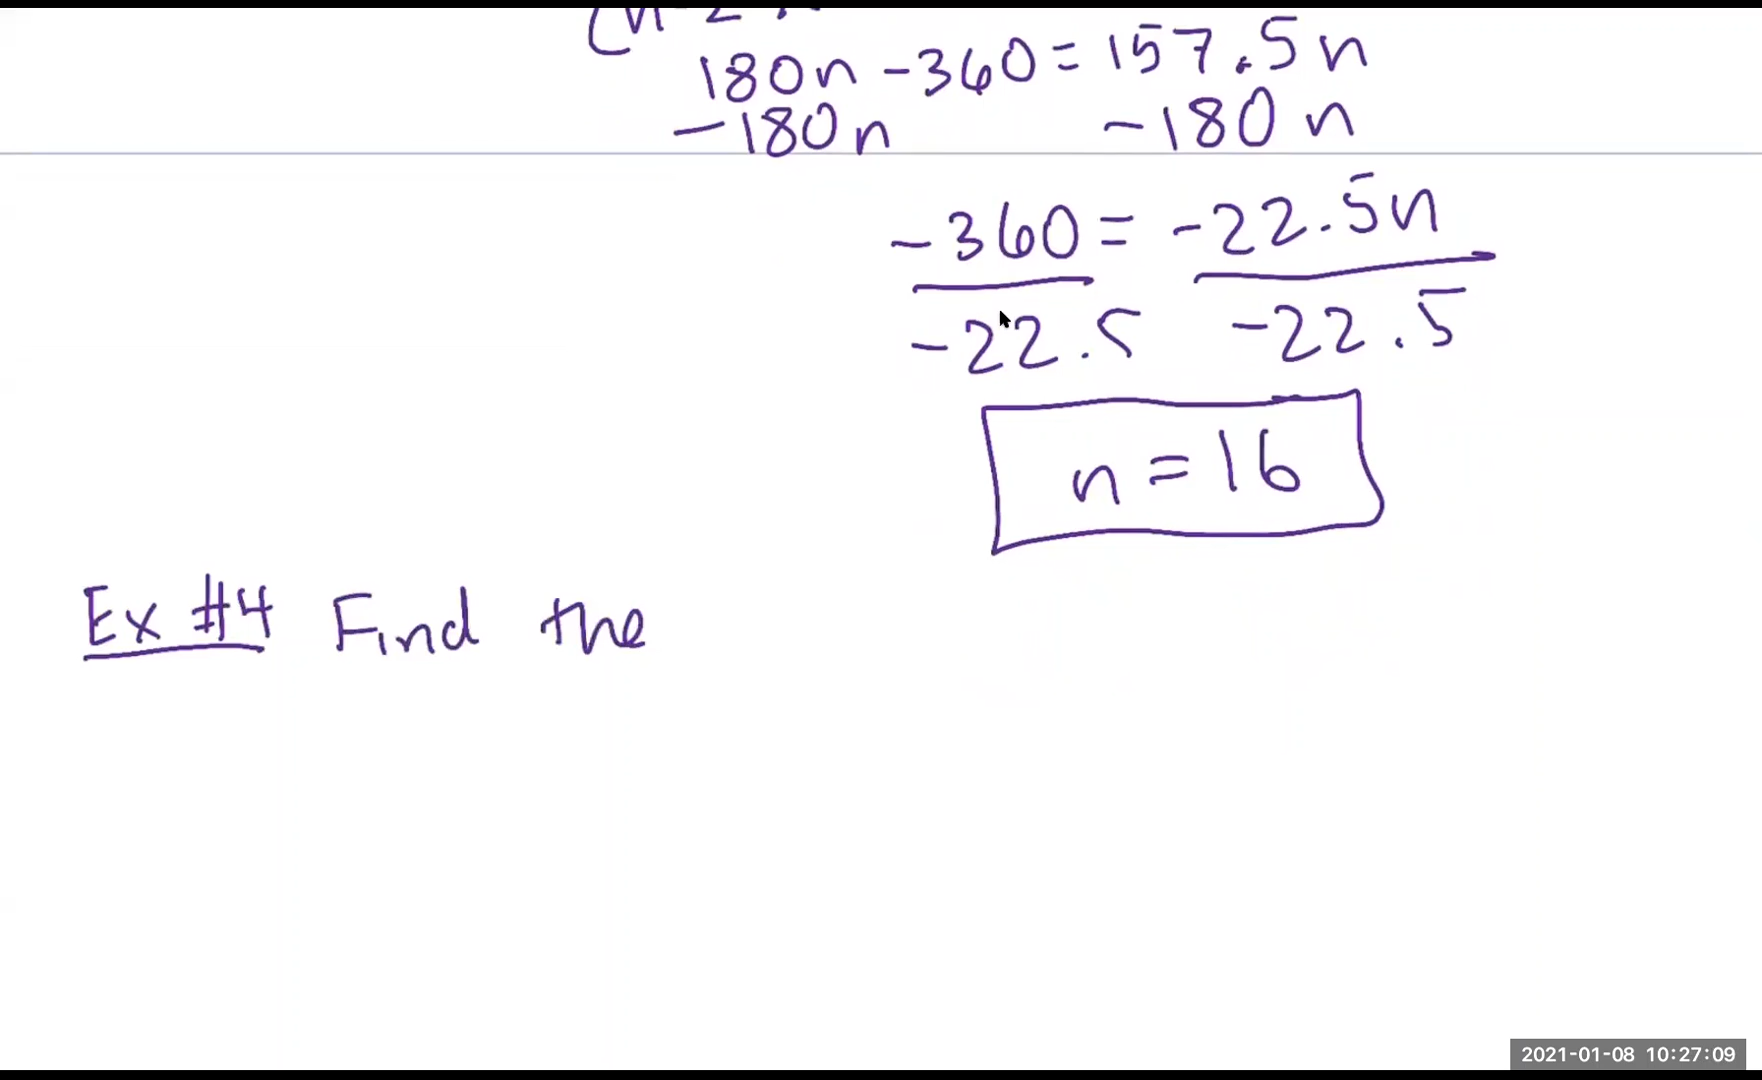 180n - 360 = 157.5n
-180n -180n
-360 = -22.5n
-22.5 -22.5
n = 16
Ex #4 Find the
2021-01-08 10:27:09